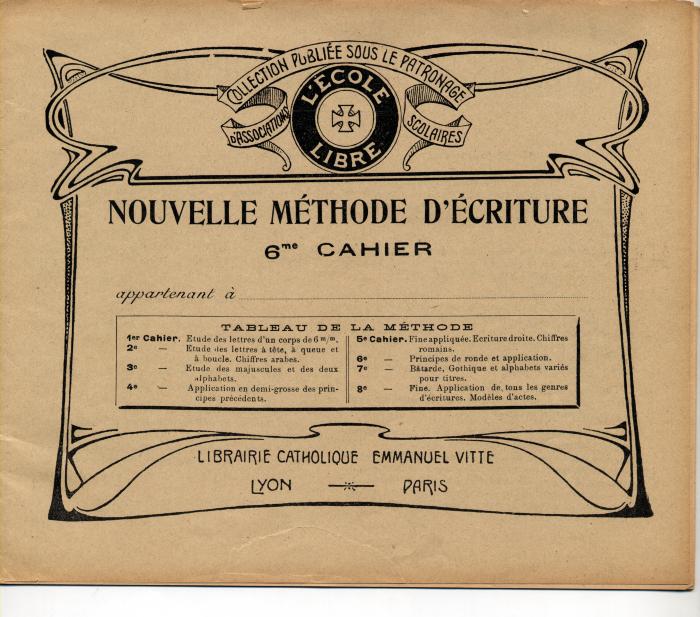 COLLECTION PUBLIÉE SOUS LE PATRONAGE
D'ASSOCIATIONS SCOLAIRES
L'ÉCOLE
LIBRE
NOUVELLE MÉTHODE D'ÉCRITURE
6me CAHIER
appartenant à
TABLEAU DE LA MÉTHODE
1er Cahier. Etude des lettres d'un corps de 6 m/m.
2e — Etude des lettres à tête, à queue et
à boucle. Chiffres arabes.
3e — Etude des majuscules et des deux
alphabets.
4e — Application en demi-grosse des prin-
cipes précédents.
5e Cahier. Fine appliquée. Ecriture droite. Chiffres
romains.
6e — Principes de ronde et application.
7e — Bâtarde, Gothique et alphabets variés
pour titres.
8e — Fine. Application de tous les genres
d'écritures. Modèles d'actes.
LIBRAIRIE CATHOLIQUE EMMANUEL VITTE
LYON — PARIS